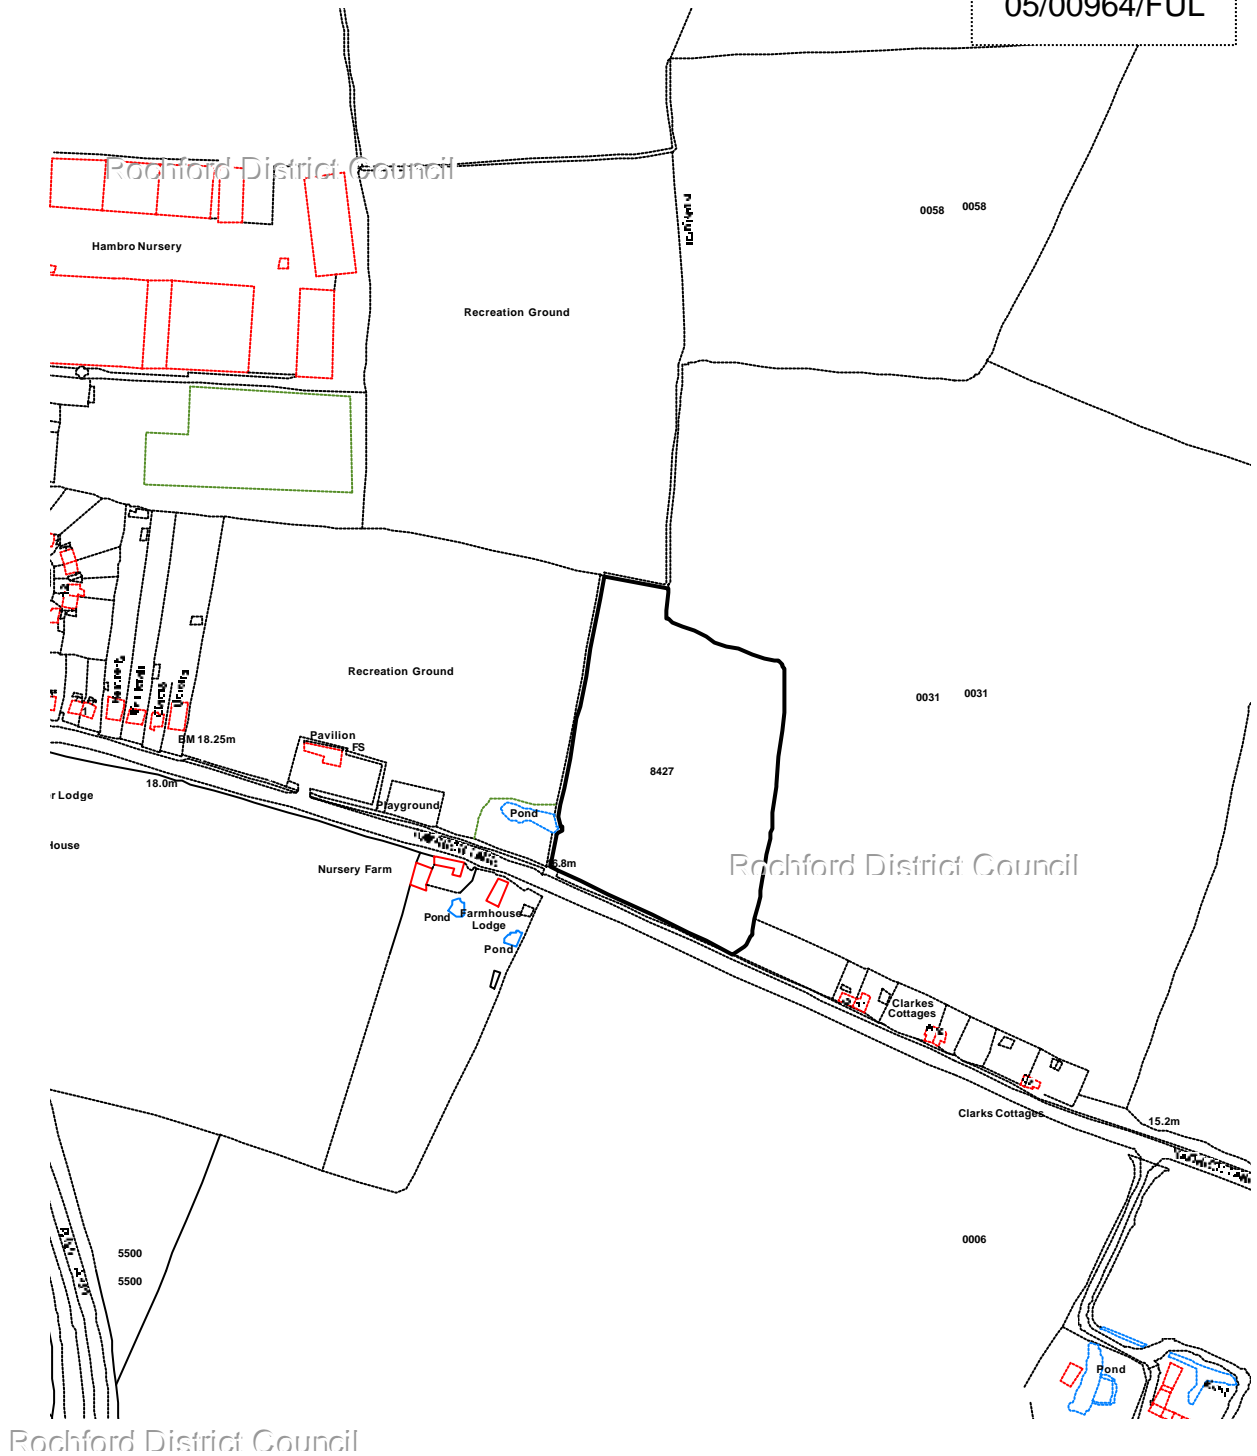 05/00964/FUL
Rochford District Council
0058 0058
Hambro Nursery
Recreation Ground
Recreation Ground
0031 0031
Pavilion
BM 18.25m
FS
8427
18.0m
or Lodge
Playground
Pond
House
Rochford District Council
Nursery Farm
Pond
Farmhouse
Lodge
Pond
Clarkes
Cottages
Clarks Cottages
15.2m
0006
5500
5500
Pond
Rochford District Council